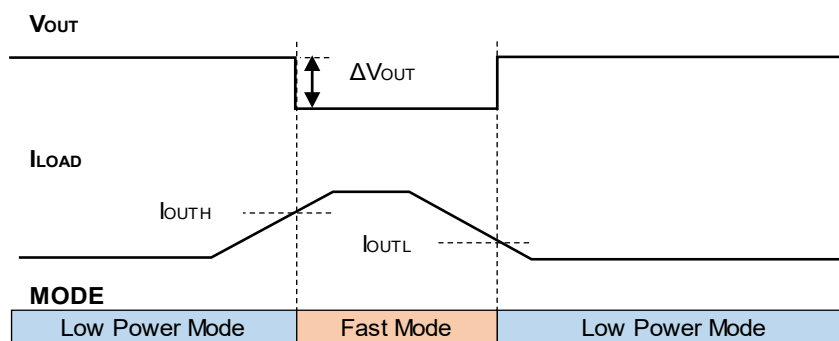 VOUT
ΔVOUT
ILOAD
IOUTH
IOUTL
MODE
Low Power Mode Fast Mode Low Power Mode